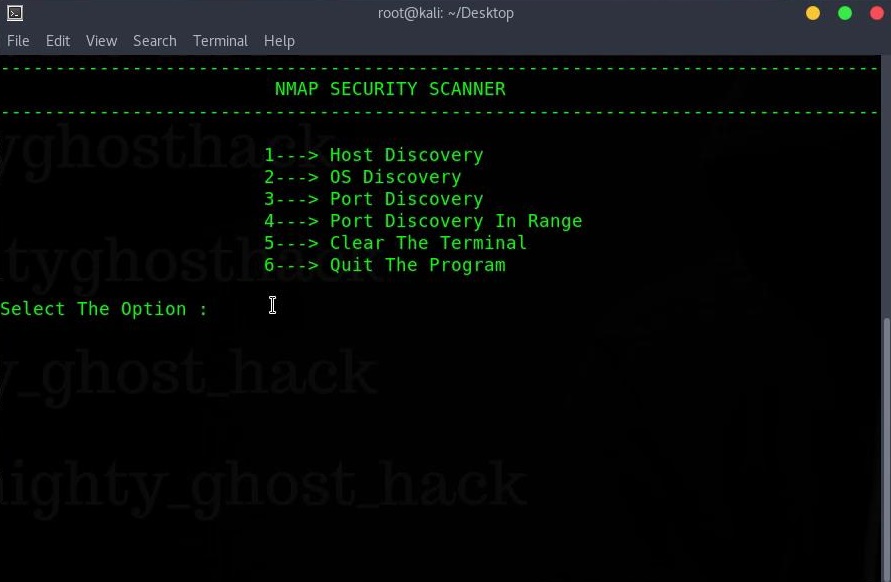 root@kali: ~/Desktop
File Edit View Search Terminal Help
--------------------------------------------------------------------------------
NMAP SECURITY SCANNER
--------------------------------------------------------------------------------
yghosthack
1---> Host Discovery
2---> OS Discovery
3---> Port Discovery
4---> Port Discovery In Range
5---> Clear The Terminal
6---> Quit The Program
ityghosthack
Select The Option :
y_ghost_hack
ighty_ghost_hack